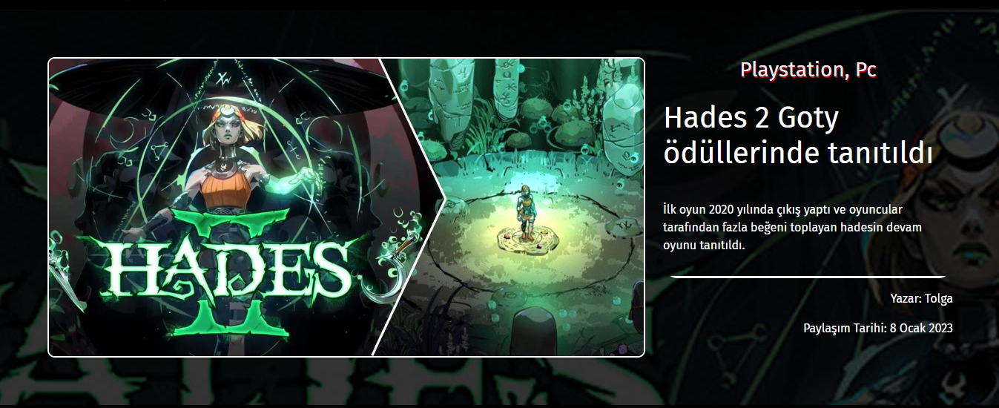 HADES
II
Playstation, Pc
Hades 2 Goty
ödüllerinde tanıtıldı
İlk oyun 2020 yılında çıkış yaptı ve oyuncular
tarafından fazla beğeni toplayan hadesin devam
oyunu tanıtıldı.
Yazar: Tolga
Paylaşım Tarihi: 8 Ocak 2023